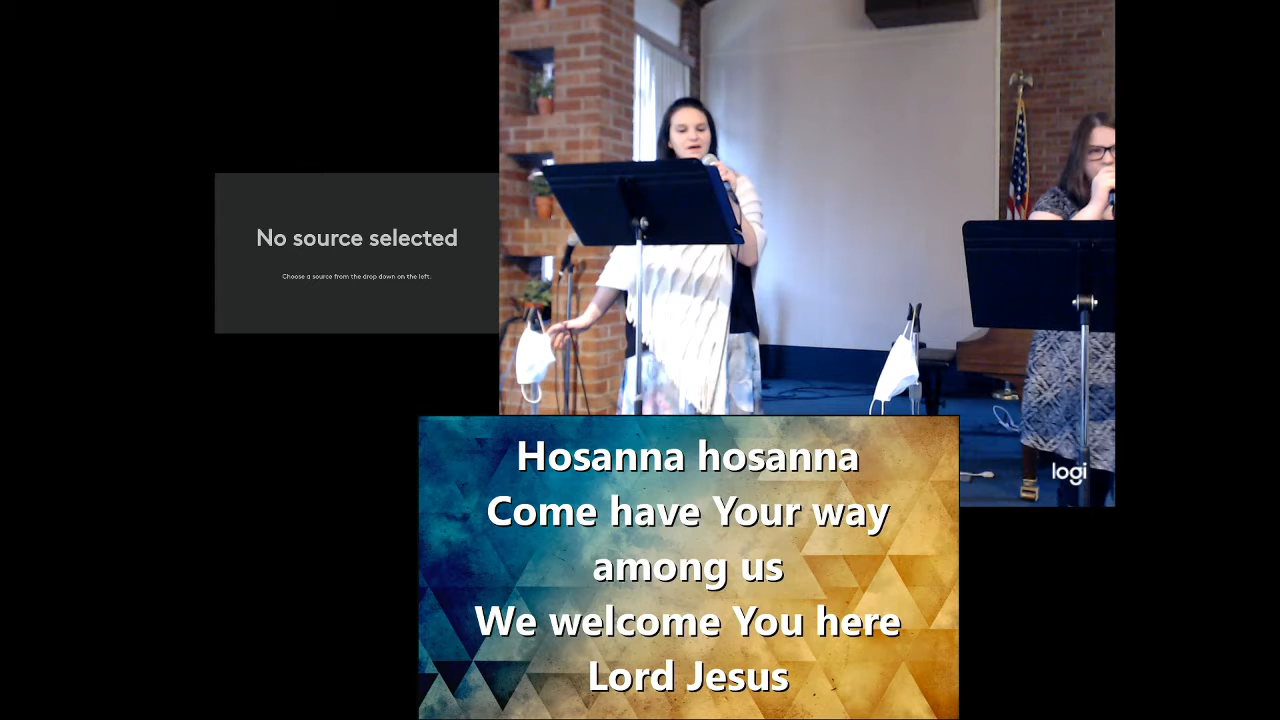 No source selected
Choose a source from the drop down on the left.
logi
Hosanna hosanna
Come have Your way
among us
We welcome You here
Lord Jesus